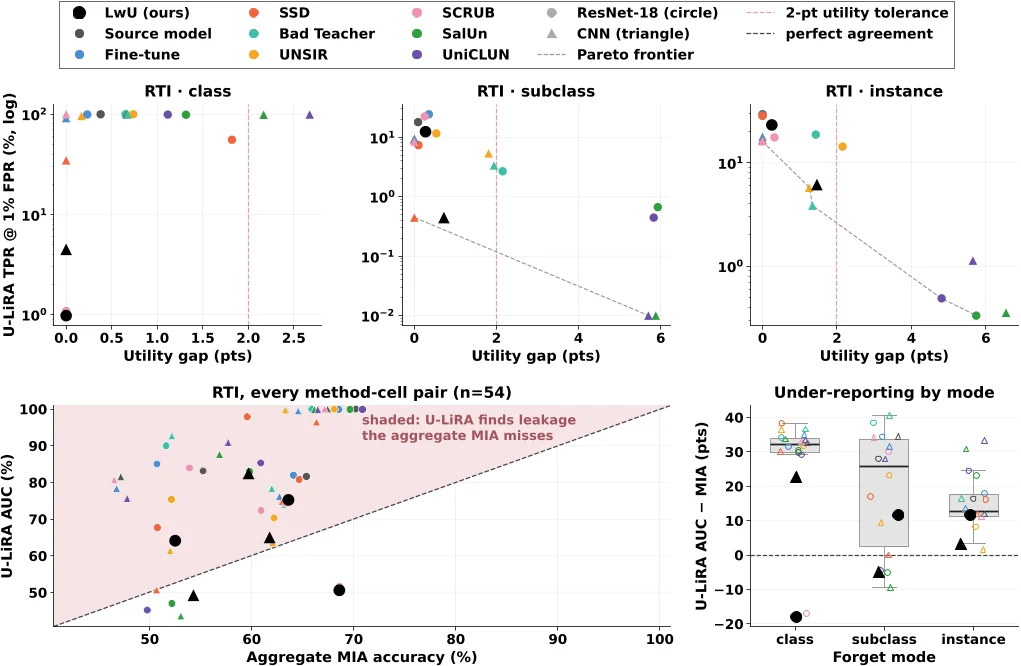 LwU (ours)
Source model
Fine-tune
SSD
Bad Teacher
UNSIR
SCRUB
SalUn
UniCLUN
ResNet-18 (circle)
CNN (triangle)
Pareto frontier
2-pt utility tolerance
perfect agreement
RTI · class
U-LiRA TPR @ 1% FPR (%, log)
10²
10¹
10⁰
0.0 0.5 1.0 1.5 2.0 2.5
Utility gap (pts)
RTI · subclass
10¹
10⁰
10⁻¹
10⁻²
0 2 4 6
Utility gap (pts)
RTI · instance
10¹
10⁰
0 2 4 6
Utility gap (pts)
RTI, every method-cell pair (n=54)
shaded: U-LiRA finds leakage
the aggregate MIA misses
U-LiRA AUC (%)
100
90
80
70
60
50
50 60 70 80 90 100
Aggregate MIA accuracy (%)
Under-reporting by mode
U-LiRA AUC − MIA (pts)
40
30
20
10
0
−10
−20
class subclass instance
Forget mode